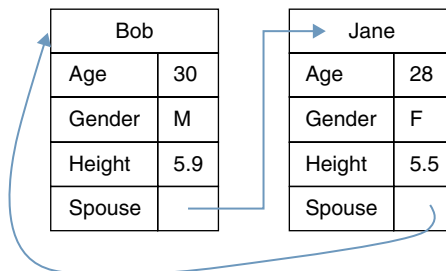 Bob
Age 30
Gender M
Height 5.9
Spouse
Jane
Age 28
Gender F
Height 5.5
Spouse